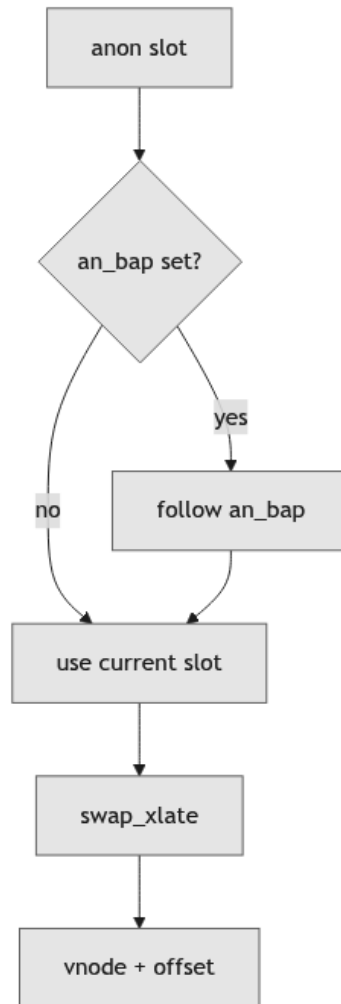 anon slot
an_bap set?
yes
follow an_bap
no
use current slot
swap_xlate
vnode + offset